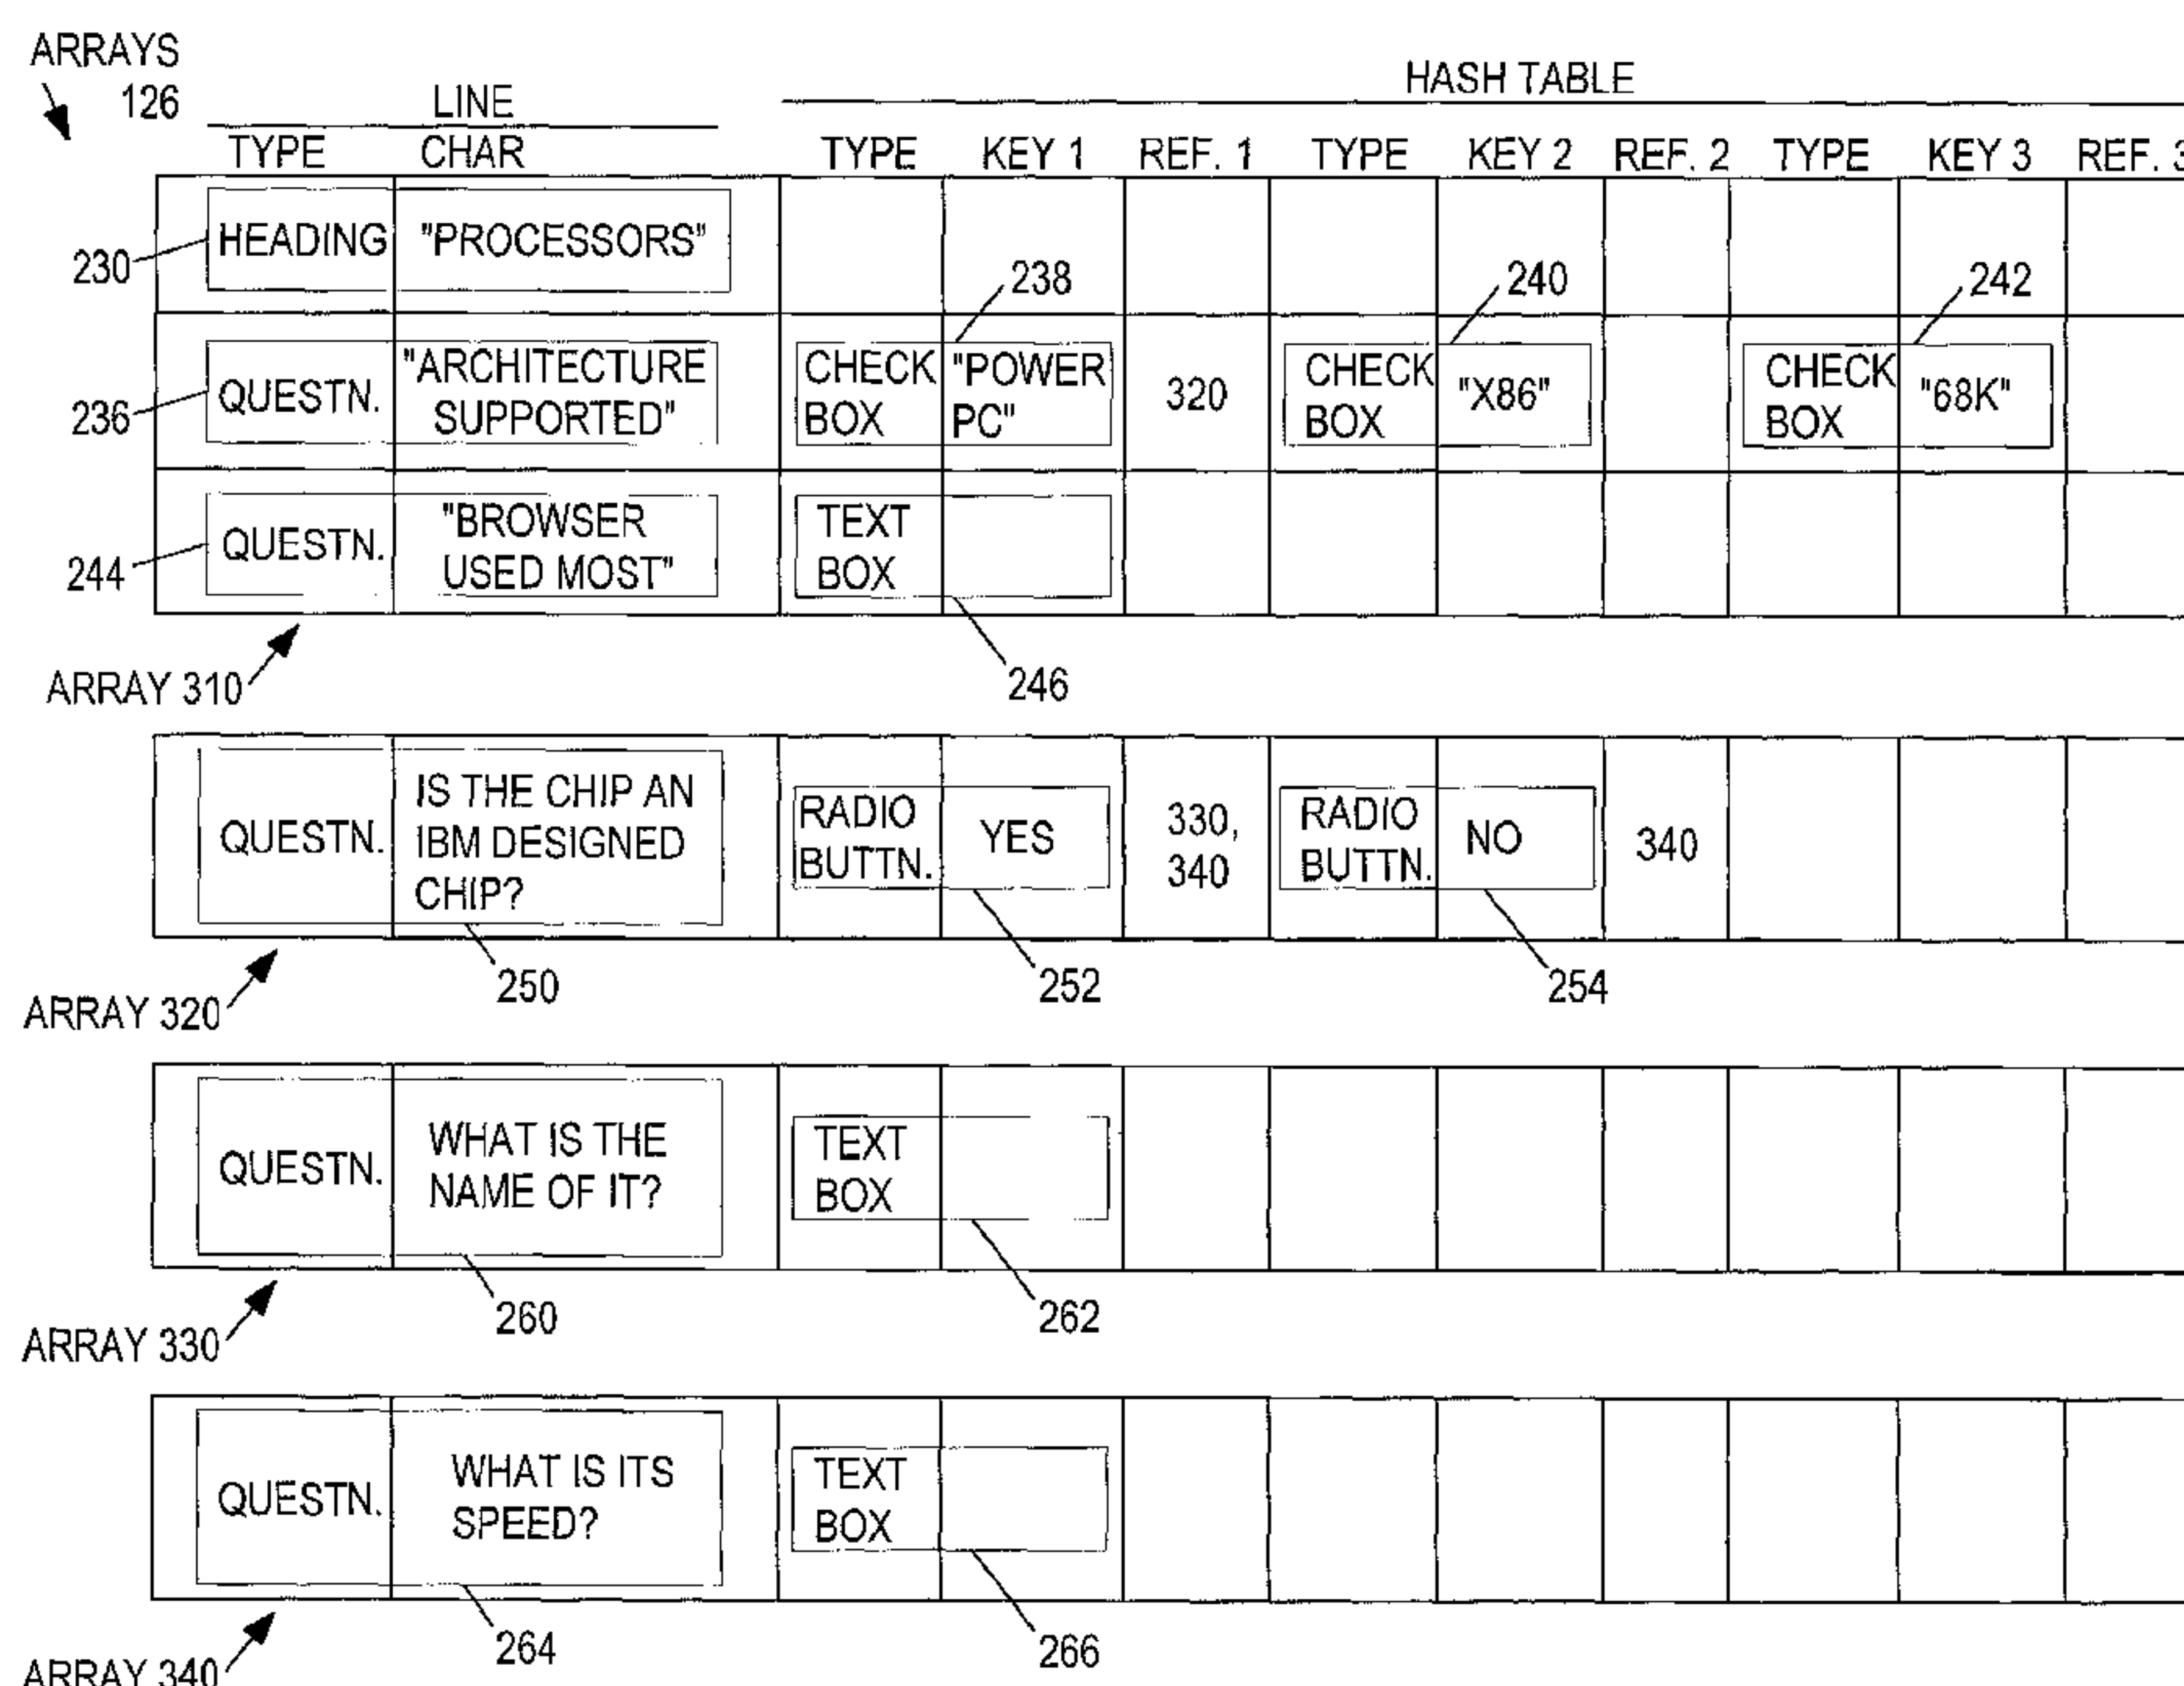 ARRAYS
126
LINE
HASH TABLE
TYPE CHAR TYPE KEY 1 REF. 1 TYPE KEY 2 REF. 2 TYPE KEY 3 REF. 3
230
HEADING "PROCESSORS"
238 240 242
236
QUESTN. "ARCHITECTURE SUPPORTED" CHECK BOX "POWER PC" 320 CHECK BOX "X86" CHECK BOX "68K"
244
QUESTN. "BROWSER USED MOST" TEXT BOX
246
ARRAY 310
QUESTN. IS THE CHIP AN IBM DESIGNED CHIP? RADIO BUTTN. YES 330, 340 RADIO BUTTN. NO 340
250 252 254
ARRAY 320
QUESTN. WHAT IS THE NAME OF IT? TEXT BOX
260 262
ARRAY 330
QUESTN. WHAT IS ITS SPEED? TEXT BOX
264 266
ARRAY 340